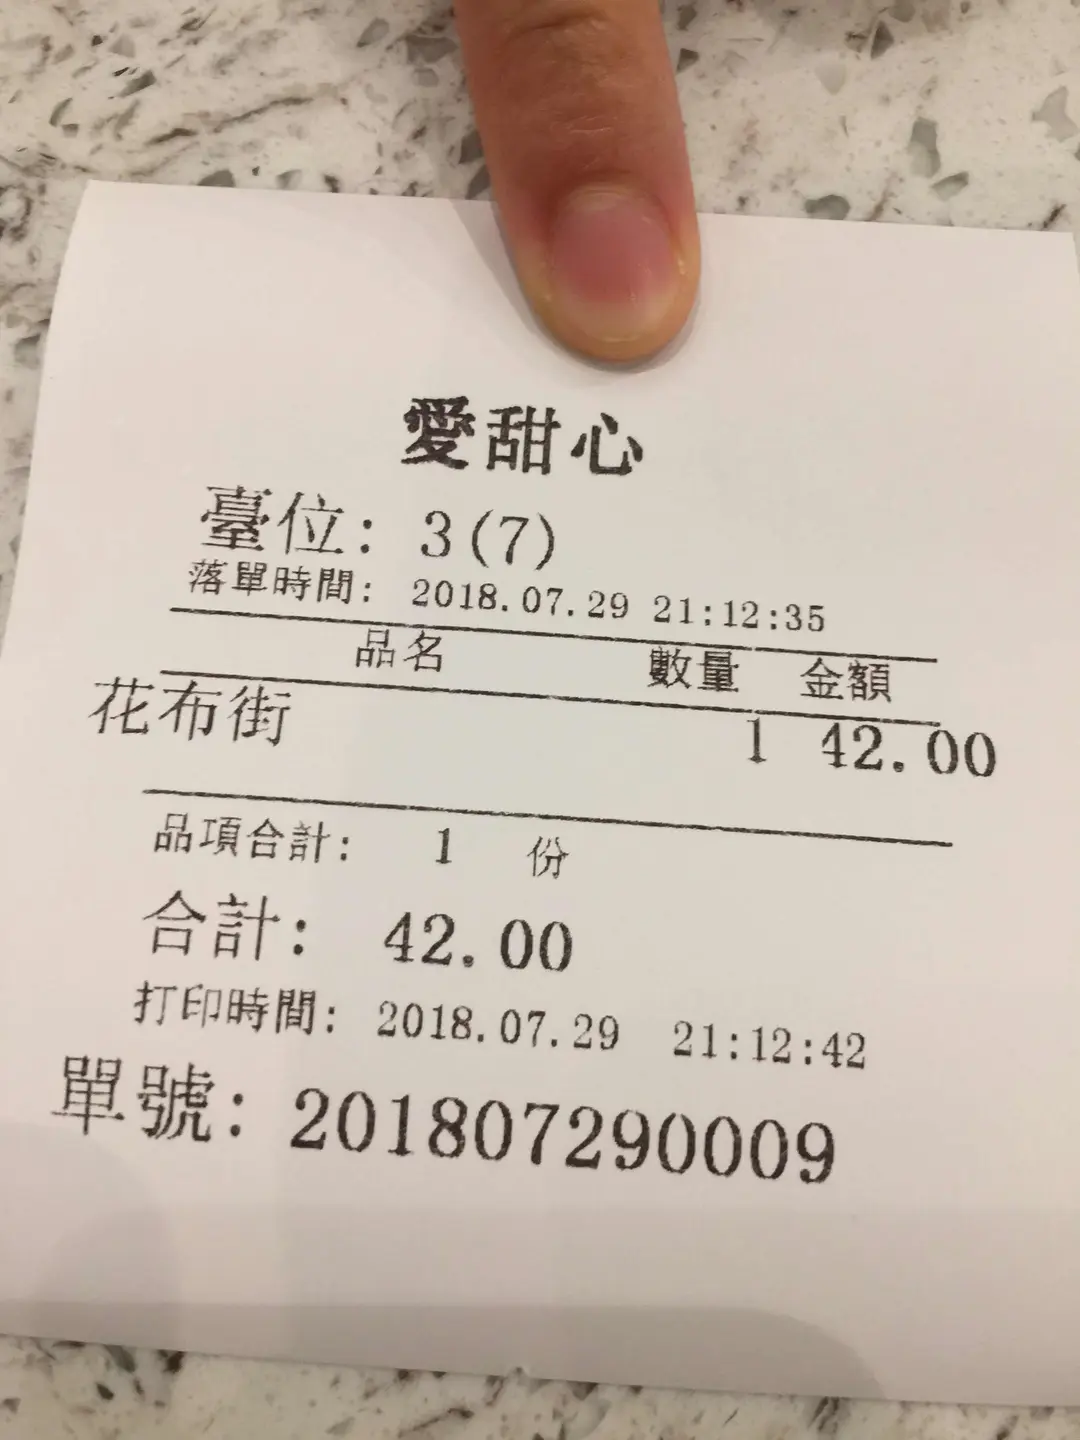 愛甜心
臺位: 3(7)
落單時間: 2018.07.29 21:12:35
品名 數量 金額
花布街 1 42.00
品項合計: 1 份
合計: 42.00
打印時間: 2018.07.29 21:12:42
單號: 201807290009